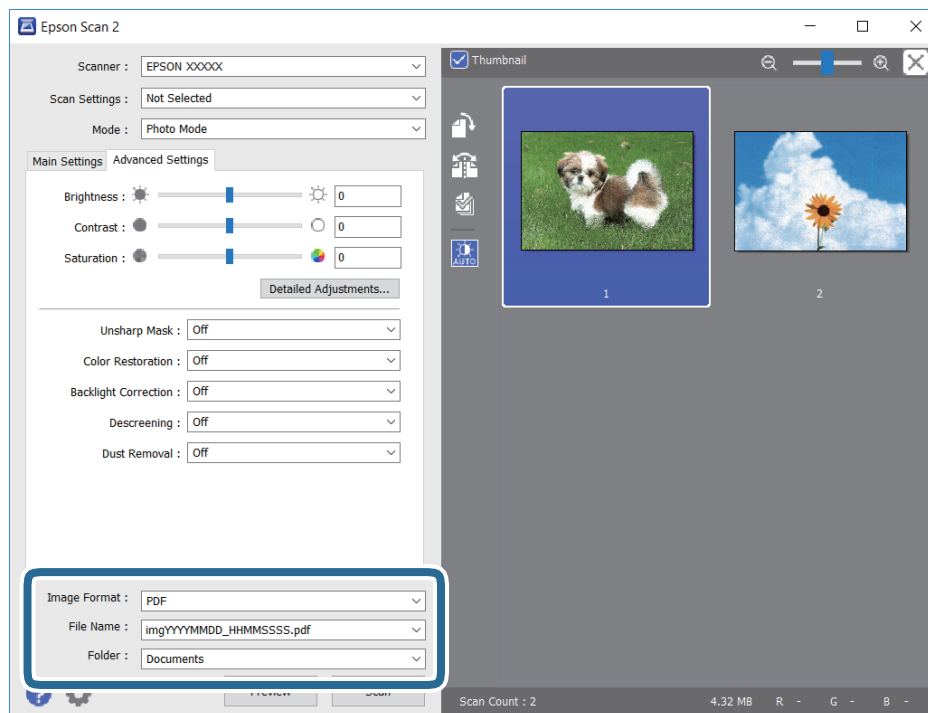 Epson Scan 2
Scanner : EPSON XXXXX
Scan Settings : Not Selected
Mode : Photo Mode
Main Settings Advanced Settings
Brightness : 0
Contrast : 0
Saturation : 0
Detailed Adjustments...
Unsharp Mask : Off
Color Restoration : Off
Backlight Correction : Off
Descreening : Off
Dust Removal : Off
Image Format : PDF
File Name : imgYYYYMMDD_HHMMSSSS.pdf
Folder : Documents
Preview Scan
Thumbnail
AUTO
1 2
Scan Count : 2 4.32 MB R - G - B -